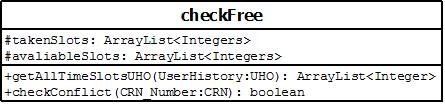 checkFree
#takenSlots: ArrayList<Integers>
#avaliableSlots: ArrayList<Integers>
+getAllTimeSlotsUHO(UserHistory:UHO): ArrayList<Integer>
+checkConflict(CRN_Number:CRN): boolean